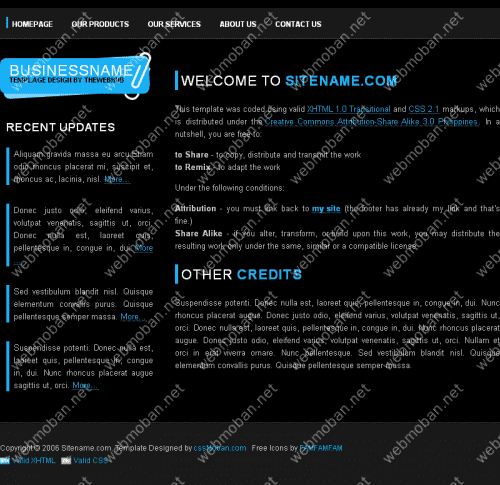 HOMEPAGE OUR PRODUCTS OUR SERVICES ABOUT US CONTACT US
BUSINESSNAME
TEMPLAGE DESIGN BY THEWEBHUB
RECENT UPDATES
Aliquam gravida massa eu arcu. Etiam
odio rhoncus placerat mi, suscipit et,
rhoncus ac, lacinia, nisl. More...
Donec justo odio, eleifend varius,
volutpat venenatis, sagittis ut, orci.
Donec nulla est, laoreet quis,
pellentesque in, congue in, dui. More
...
Sed vestibulum blandit nisl. Quisque
elementum convallis purus. Quisque
pellentesque semper massa. More...
Suspendisse potenti. Donec nulla est,
laoreet quis, pellentesque in, congue
in, dui. Nunc rhoncus placerat augue
sagittis ut, orci. More...
WELCOME TO SITENAME.COM
This template was coded using valid XHTML 1.0 Transitional and CSS 2.1 markups, which
is distributed under the Creative Commons Attribution-Share Alike 3.0 Philippines. In a
nutshell, you are free to:
to Share - to copy, distribute and transmit the work
to Remix - to adapt the work
Under the following conditions:
Attribution - you must link back to my site (the footer has already my link and that's
fine.)
Share Alike - if you alter, transform, or build upon this work, you may distribute the
resulting work only under the same, similar or a compatible license.
OTHER CREDITS
Suspendisse potenti. Donec nulla est, laoreet quis, pellentesque in, congue in, dui. Nunc
rhoncus placerat augue. Donec justo odio, eleifend varius, volutpat venenatis, sagittis ut,
orci. Donec nulla est, laoreet quis, pellentesque in, congue in, dui. Nunc rhoncus placerat
augue. Donec justo odio, eleifend varius, volutpat venenatis, sagittis ut, orci. Nullam et
orci in erat viverra ornare. Nunc pellentesque. Sed vestibulum blandit nisl. Quisque
elementum convallis purus. Quisque pellentesque semper massa.
Copyright © 2006 Sitename.com. Template Designed by cssMoban.com Free Icons by FAMFAMFAM
Valid XHTML Valid CSS
webmoban.net